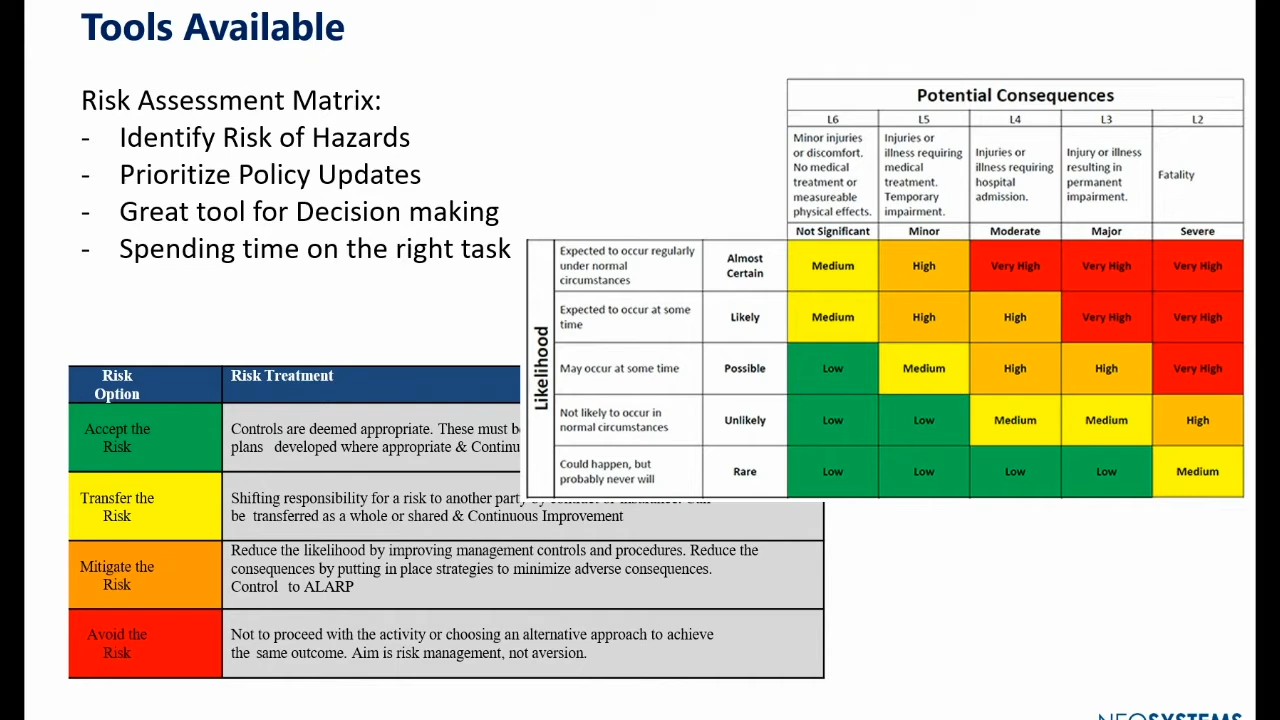 Tools Available
Risk Assessment Matrix:
- Identify Risk of Hazards
- Prioritize Policy Updates
- Great tool for Decision making
- Spending time on the right task
Potential Consequences
L6 L5 L4 L3 L2
Minor injuries
or discomfort.
No medical
treatment or
measureable
physical effects.
Injuries or
illness requiring
medical
treatment.
Temporary
impairment.
Injuries or
illness requiring
hospital
admission.
Injury or illness
resulting in
permanent
impairment.
Fatality
Not Significant Minor Moderate Major Severe
Likelihood
Expected to occur regularly
under normal
circumstances
Almost
Certain
Medium High Very High Very High Very High
Expected to occur at some
time
Likely
Medium High High Very High Very High
May occur at some time
Possible
Low Medium High High Very High
Not likely to occur in
normal circumstances
Unlikely
Low Low Medium Medium High
Could happen, but
probably never will
Rare
Low Low Low Low Medium
Risk
Option
Risk Treatment
Accept the
Risk
Controls are deemed appropriate. These must
plans developed where appropriate &
Transfer the
Risk
Shifting responsibility for a risk to another party
be transferred as a whole or shared & Continuous Improvement
Mitigate the
Risk
Reduce the likelihood by improving management controls and procedures. Reduce the
consequences by putting in place strategies to minimize adverse consequences.
Control to ALARP
Avoid the
Risk
Not to proceed with the activity or choosing an alternative approach to achieve
the same outcome. Aim is risk management, not aversion.
NEOSYSTEMS